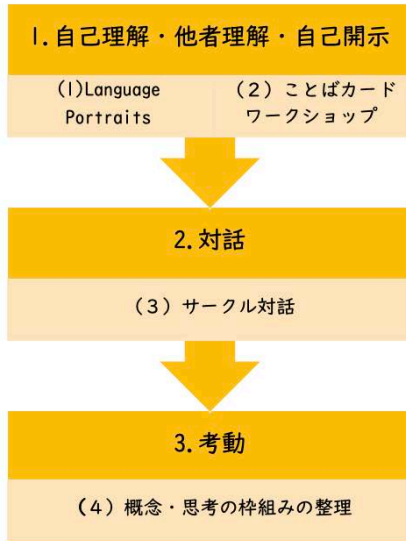 1.自己理解・他者理解・自己開示
(1)Language
Portraits
(2)ことばカード
ワークショップ
2.対話
(3)サークル対話
3.考動
(4)概念・思考の枠組みの整理